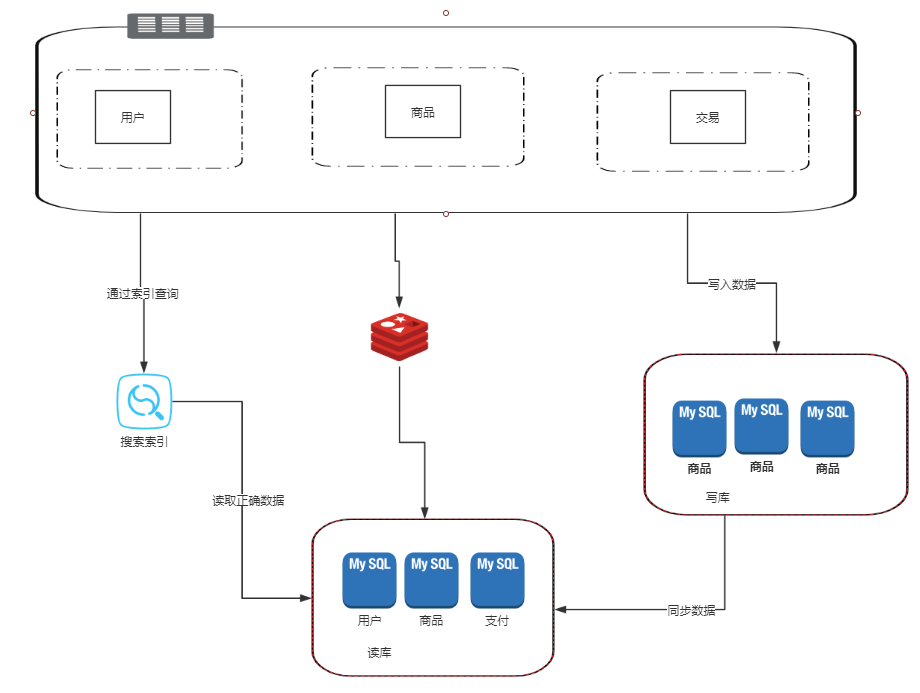 用户
商品
交易
通过索引查询
写入数据
搜索索引
My SQL
My SQL
My SQL
商品
商品
商品
写库
读取正确数据
My SQL
My SQL
My SQL
用户
商品
支付
读库
同步数据